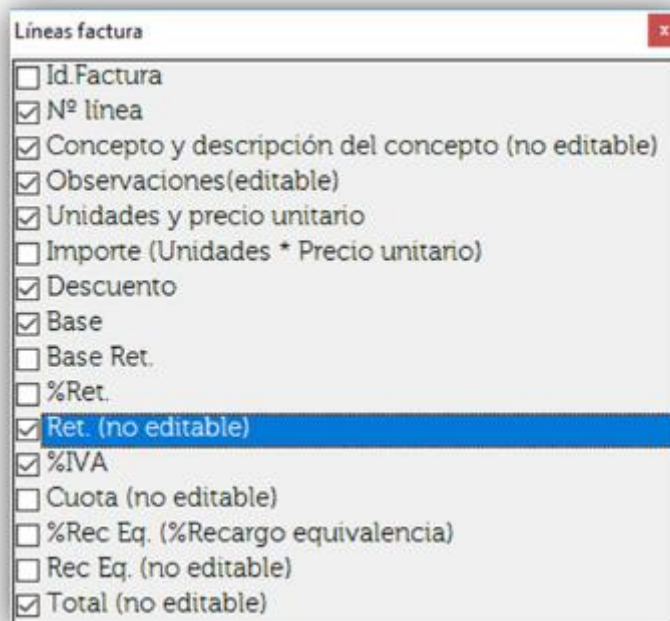 Líneas factura
x
Id.Factura
Nº línea
Concepto y descripción del concepto (no editable)
Observaciones(editable)
Unidades y precio unitario
Importe (Unidades * Precio unitario)
Descuento
Base
Base Ret.
%Ret.
Ret. (no editable)
%IVA
Cuota (no editable)
%Rec Eq. (%Recargo equivalencia)
Rec Eq. (no editable)
Total (no editable)